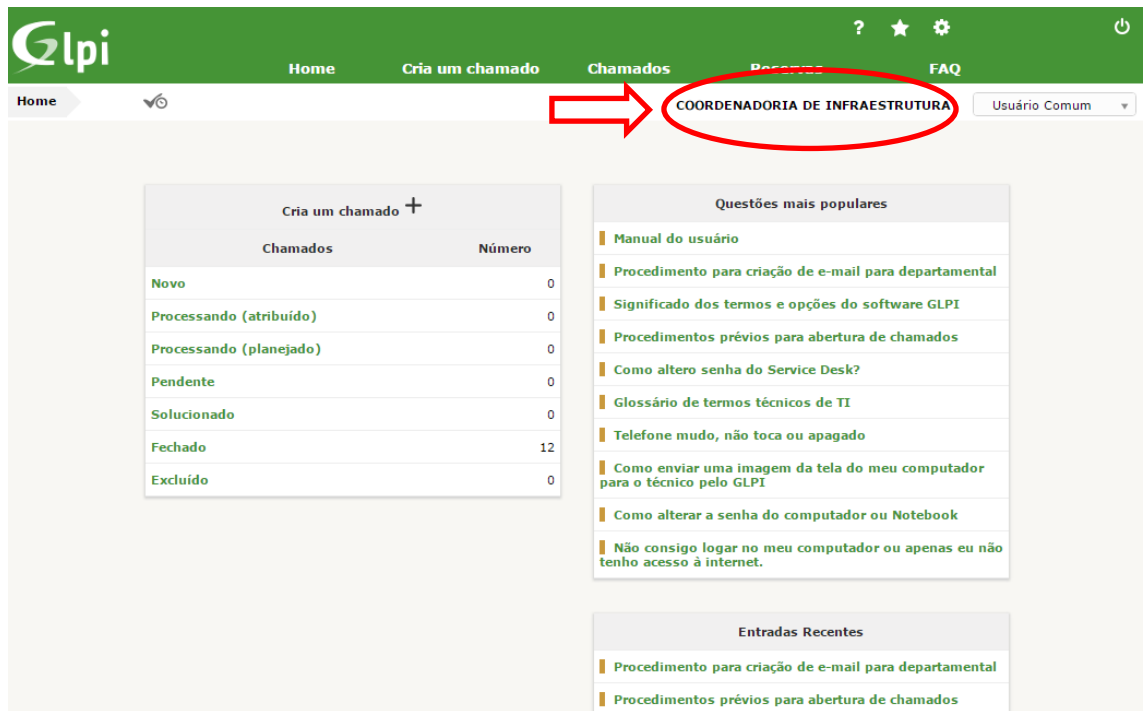 Glpi
?
Home Cria um chamado Chamados Reservas FAQ
Home COORDENADORIA DE INFRAESTRUTURA Usuário Comum
Cria um chamado +
Chamados Número
Novo 0
Processando (atribuído) 0
Processando (planejado) 0
Pendente 0
Solucionado 0
Fechado 12
Excluído 0
Questões mais populares
Manual do usuário
Procedimento para criação de e-mail para departamental
Significado dos termos e opções do software GLPI
Procedimentos prévios para abertura de chamados
Como altero senha do Service Desk?
Glossário de termos técnicos de TI
Telefone mudo, não toca ou apagado
Como enviar uma imagem da tela do meu computador
para o técnico pelo GLPI
Como alterar a senha do computador ou Notebook
Não consigo logar no meu computador ou apenas eu não
tenho acesso à internet.
Entradas Recentes
Procedimento para criação de e-mail para departamental
Procedimentos prévios para abertura de chamados